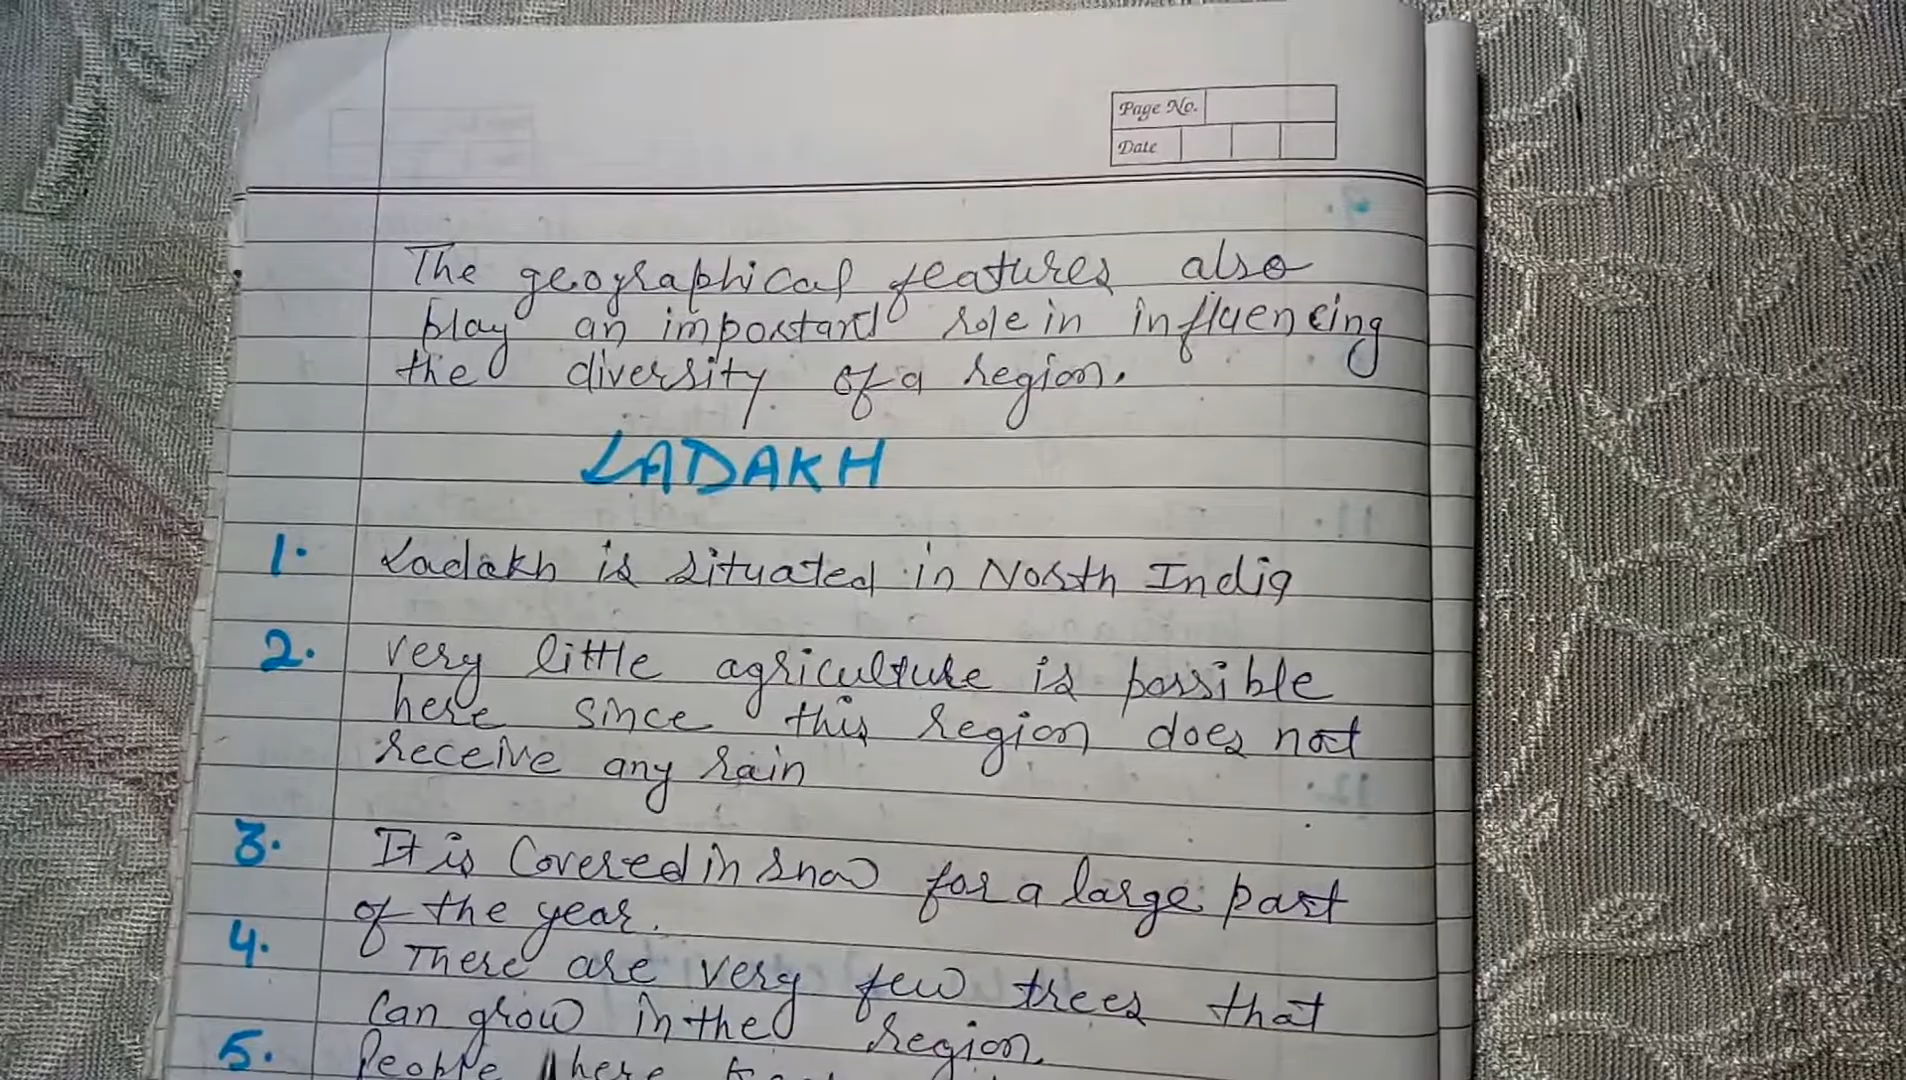 Page No.
Date
The geographical features also
play an important role in influencing
the diversity of a region.
LADAKH
1. Ladakh is situated in North India
2. very little agriculture is possible
here since this region does not
receive any rain
3. It is Covered in snow for a large part
of the year.
4. There are very few trees that
can grow in the region.
5. People here